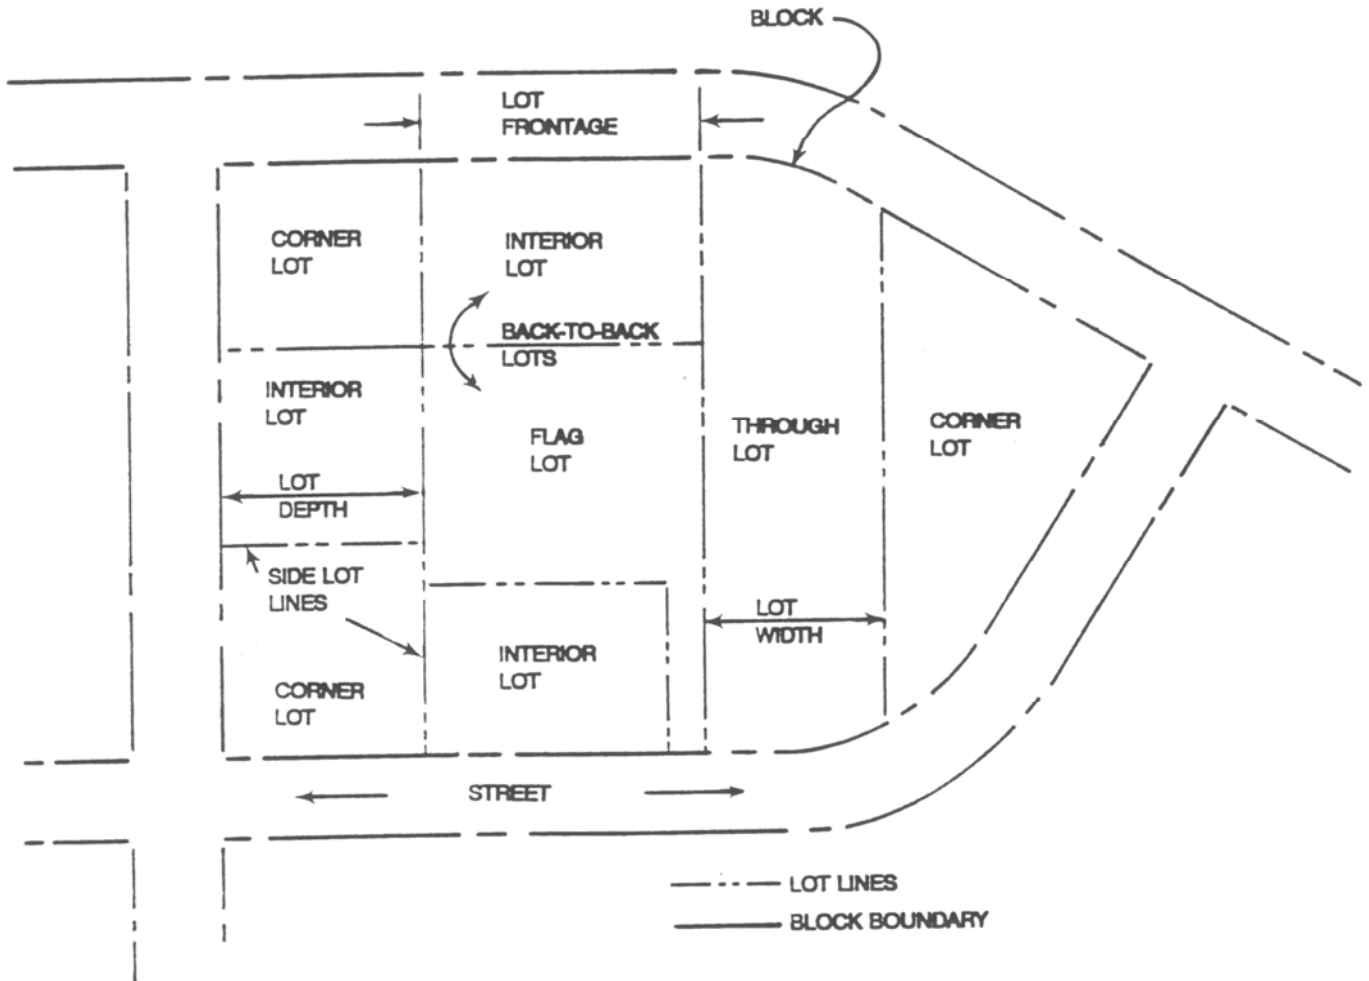 BLOCK
LOT
FRONTAGE
CORNER
LOT
INTERIOR
LOT
BACK-TO-BACK
LOTS
INTERIOR
LOT
FLAG
LOT
THROUGH
LOT
CORNER
LOT
LOT
DEPTH
SIDE LOT
LINES
LOT
WIDTH
INTERIOR
LOT
CORNER
LOT
STREET
LOT LINES
BLOCK BOUNDARY